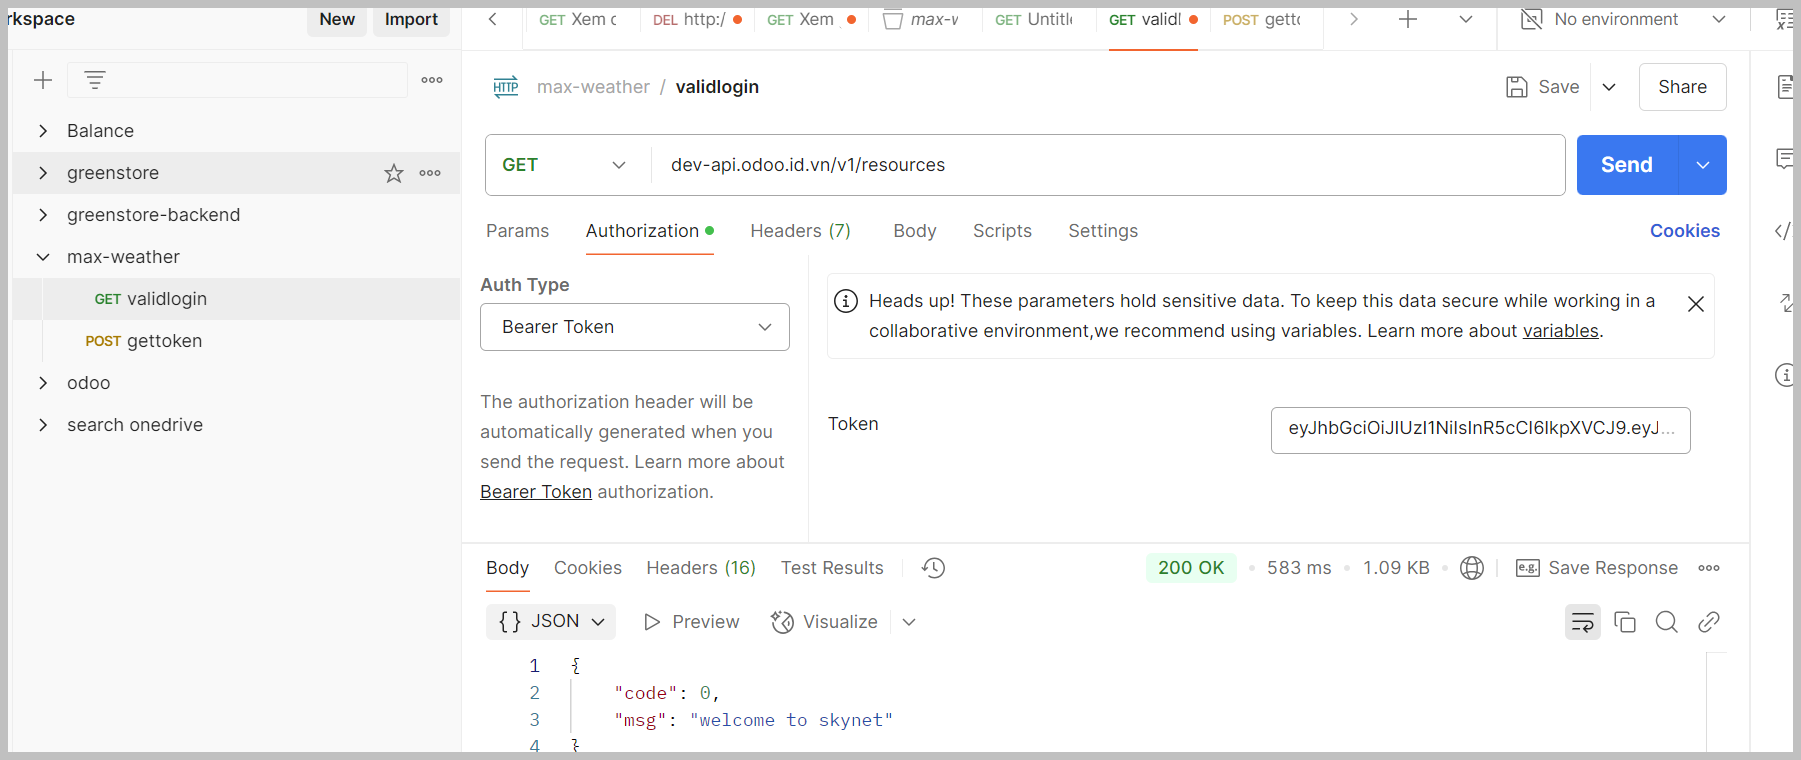 rkspace
New
Import
GET Xem c
DEL http:/
GET Xem
max-v
GET Untitl
GET validl
POST gettc
No environment
max-weather / validlogin
Save
Share
Balance
greenstore
greenstore-backend
max-weather
GET validlogin
POST gettoken
odoo
search onedrive
GET
dev-api.odoo.id.vn/v1/resources
Send
Params
Authorization
Headers (7)
Body
Scripts
Settings
Cookies
Auth Type
Bearer Token
The authorization header will be
automatically generated when you
send the request. Learn more about
Bearer Token authorization.
Heads up! These parameters hold sensitive data. To keep this data secure while working in a
collaborative environment,we recommend using variables. Learn more about variables.
Token
eyJhbGciOiJIUzI1NiIsInR5cCI6IkpXVCJ9.eyJ...
Body
Cookies
Headers (16)
Test Results
200 OK
583 ms
1.09 KB
e.g.
Save Response
{} JSON
Preview
Visualize
1 {
2 "code": 0,
3 "msg": "welcome to skynet"
4 }